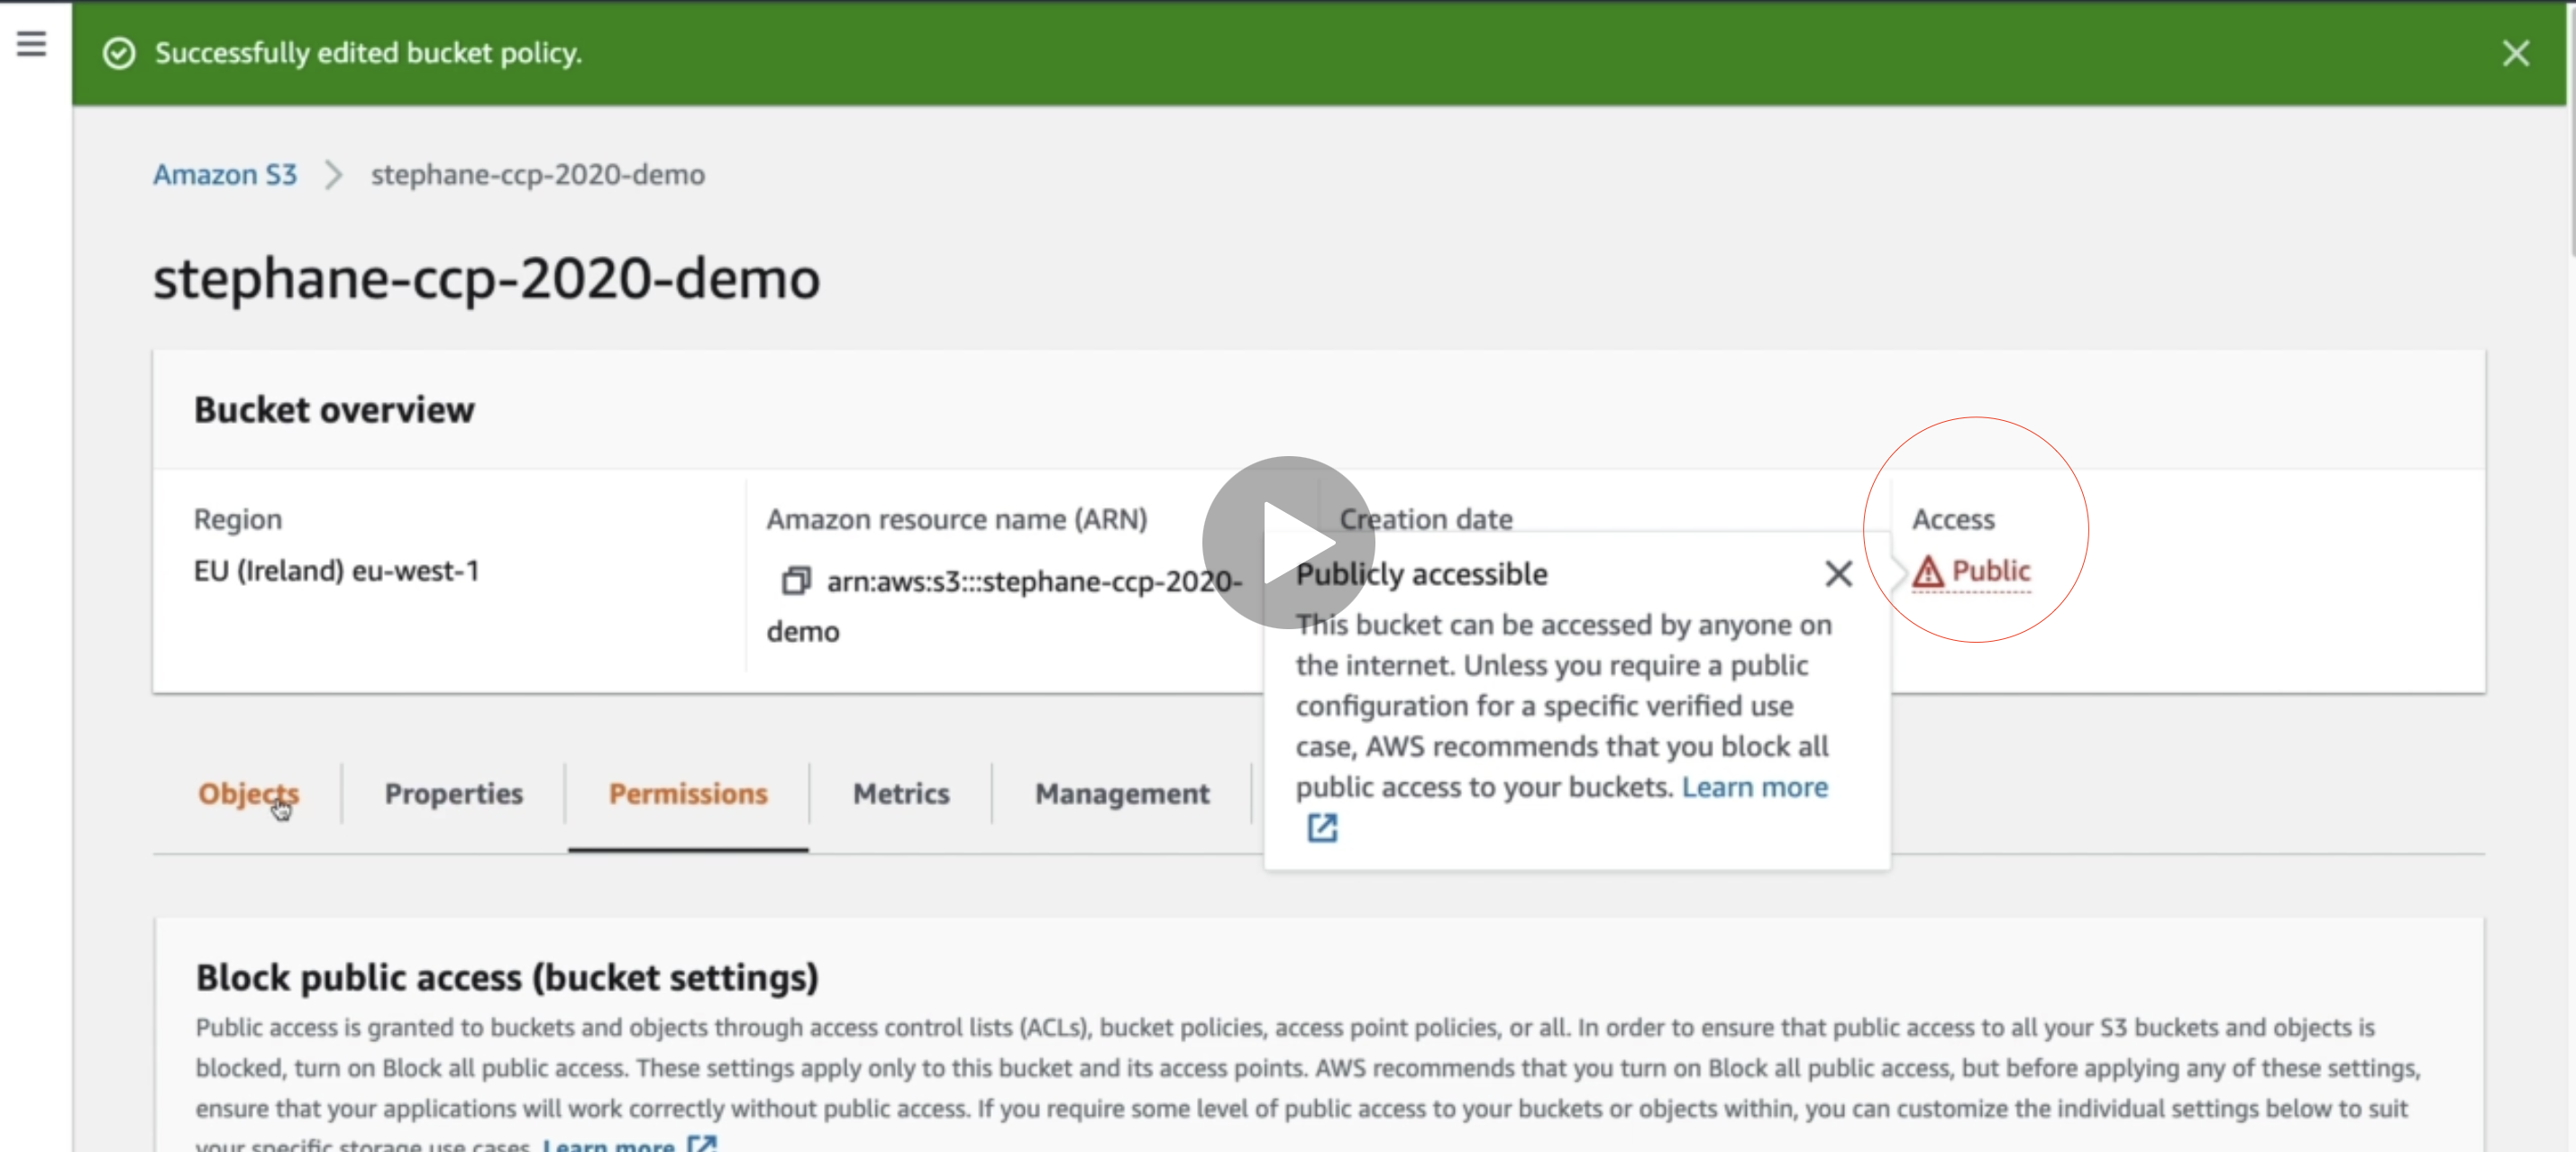 Successfully edited bucket policy.
Amazon S3 > stephane-ccp-2020-demo
stephane-ccp-2020-demo
Bucket overview
Region
EU (Ireland) eu-west-1
Amazon resource name (ARN)
arn:aws:s3:::stephane-ccp-2020-
demo
Creation date
Access
Public
Publicly accessible
This bucket can be accessed by anyone on
the internet. Unless you require a public
configuration for a specific verified use
case, AWS recommends that you block all
public access to your buckets. Learn more
Objects
Properties
Permissions
Metrics
Management
Block public access (bucket settings)
Public access is granted to buckets and objects through access control lists (ACLs), bucket policies, access point policies, or all. In order to ensure that public access to all your S3 buckets and objects is
blocked, turn on Block all public access. These settings apply only to this bucket and its access points. AWS recommends that you turn on Block all public access, but before applying any of these settings,
ensure that your applications will work correctly without public access. If you require some level of public access to your buckets or objects within, you can customize the individual settings below to suit
your specific storage use cases. Learn more